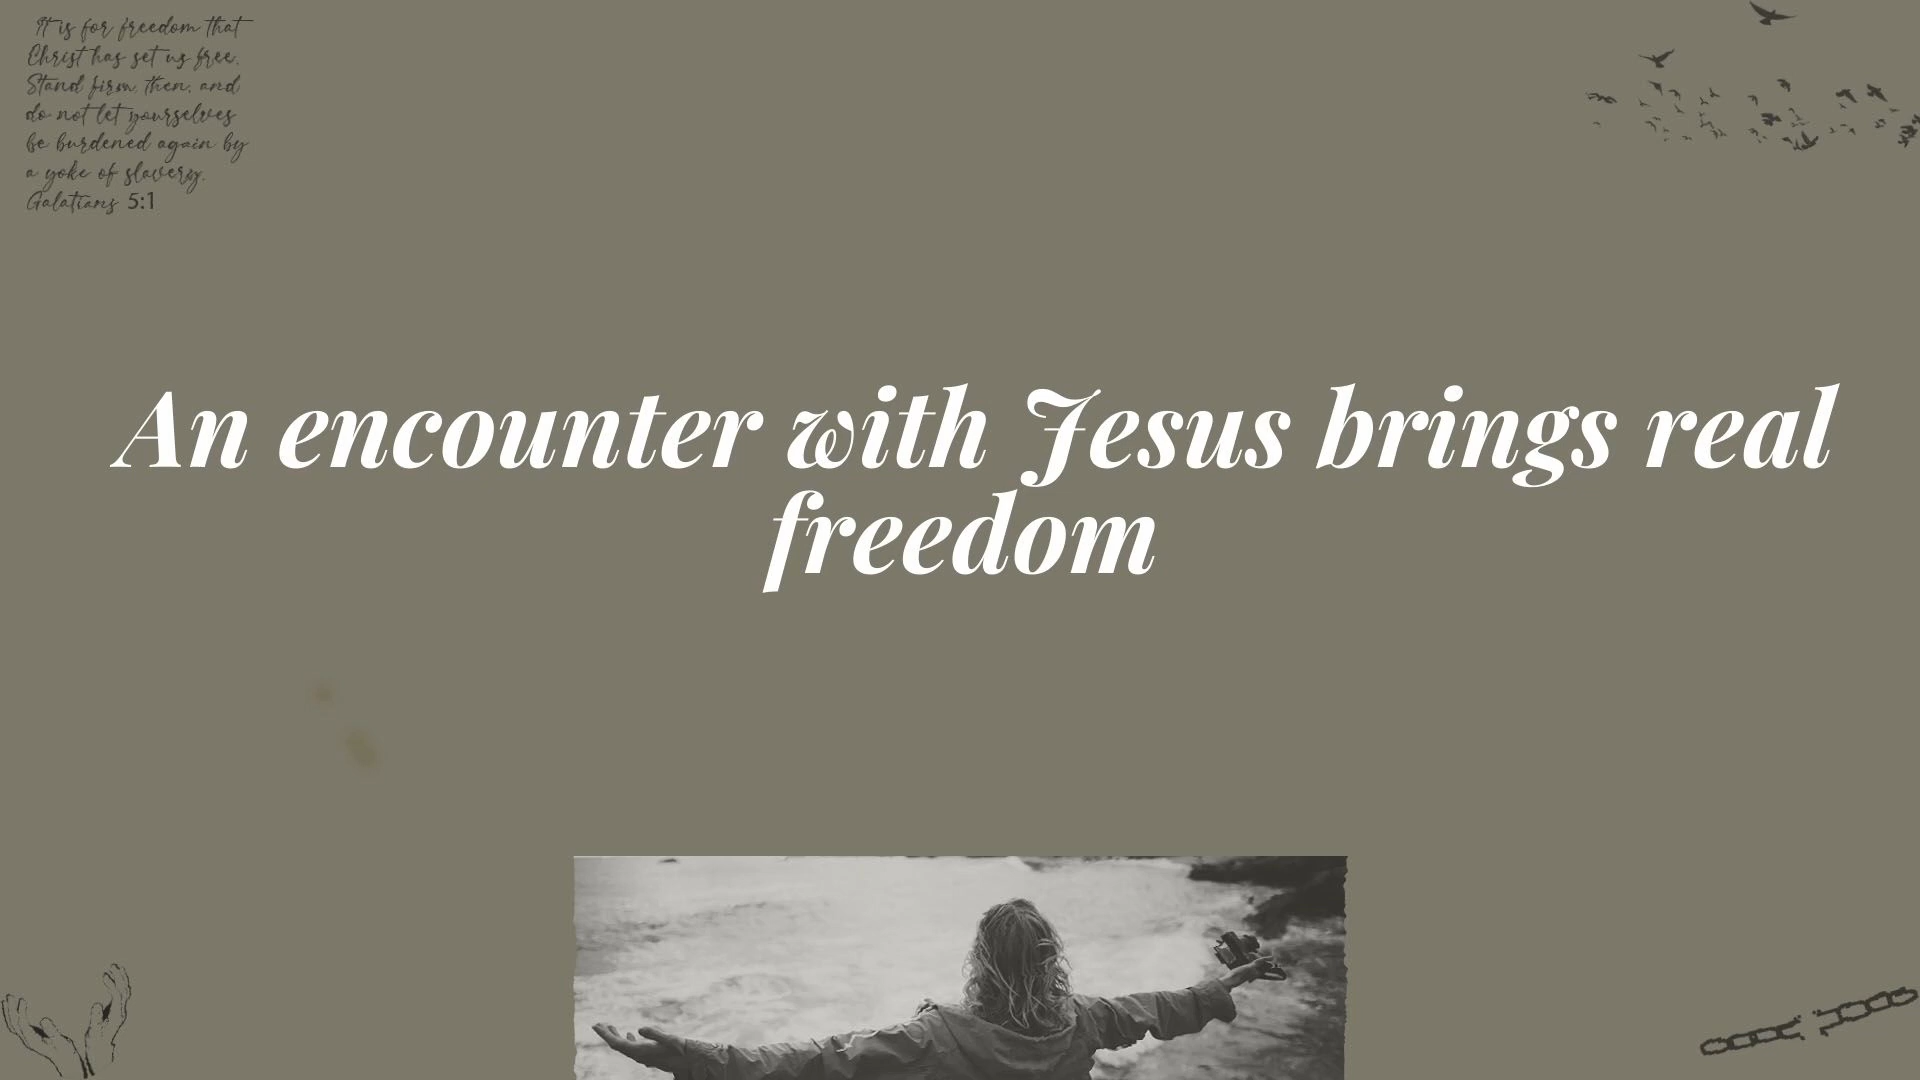 It is for freedom that
Christ has set us free.
Stand firm, then, and
do not let yourselves
be burdened again by
a yoke of slavery.
Galatians 5:1
An encounter with Jesus brings real
freedom